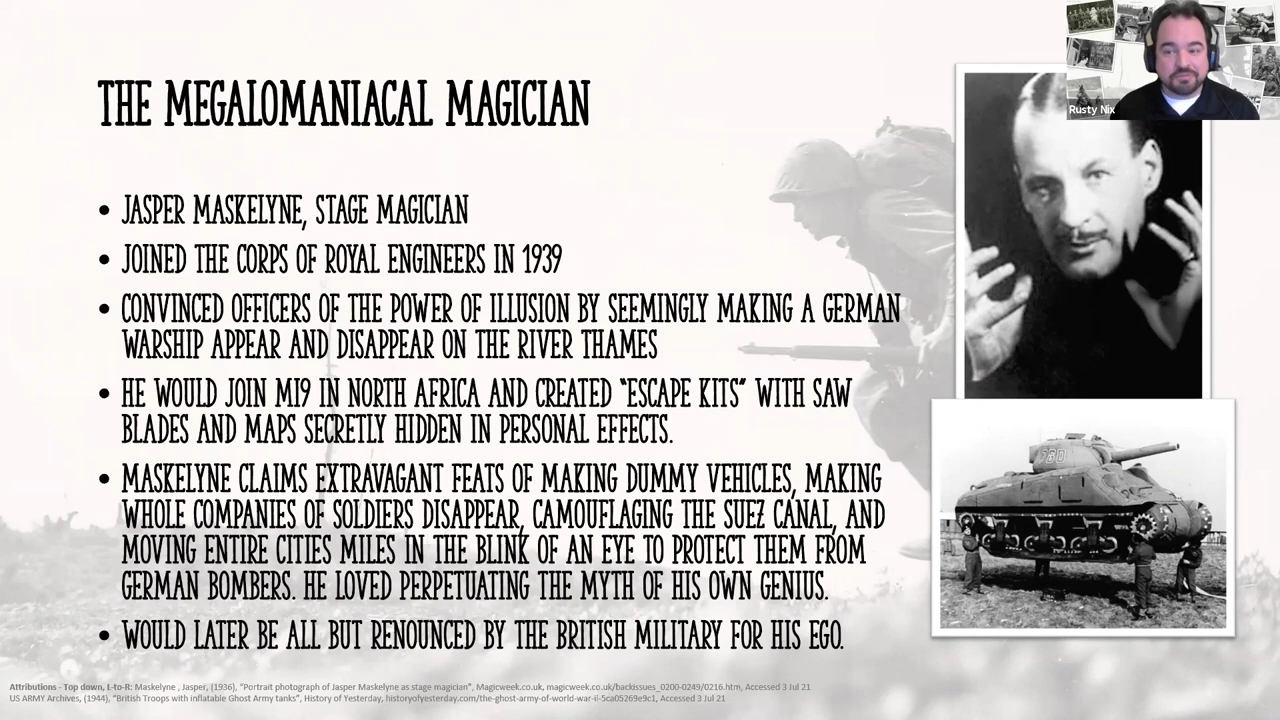 THE MEGALOMANIACAL MAGICIAN
Rusty Nix
• JASPER MASKELYNE, STAGE MAGICIAN
• JOINED THE CORPS OF ROYAL ENGINEERS IN 1939
• CONVINCED OFFICERS OF THE POWER OF ILLUSION BY SEEMINGLY MAKING A GERMAN
WARSHIP APPEAR AND DISAPPEAR ON THE RIVER THAMES
• HE WOULD JOIN MI9 IN NORTH AFRICA AND CREATED “ESCAPE KITS” WITH SAW
BLADES AND MAPS SECRETLY HIDDEN IN PERSONAL EFFECTS.
• MASKELYNE CLAIMS EXTRAVAGANT FEATS OF MAKING DUMMY VEHICLES, MAKING
WHOLE COMPANIES OF SOLDIERS DISAPPEAR, CAMOUFLAGING THE SUEZ CANAL, AND
MOVING ENTIRE CITIES MILES IN THE BLINK OF AN EYE TO PROTECT THEM FROM
GERMAN BOMBERS. HE LOVED PERPETUATING THE MYTH OF HIS OWN GENIUS.
• WOULD LATER BE ALL BUT RENOUNCED BY THE BRITISH MILITARY FOR HIS EGO.
Attributions - Top down, L-to-R: Maskelyne , Jasper, (1936), “Portrait photograph of Jasper Maskelyne as stage magician”, Magicweek.co.uk, magicweek.co.uk/backissues_0200-0249/0216.htm, Accessed 3 Jul 21
US ARMY Archives, (1944), “British Troops with inflatable Ghost Army tanks”, History of Yesterday, historyofyesterday.com/the-ghost-army-of-world-war-ii-5ca05269e9c1, Accessed 3 Jul 21